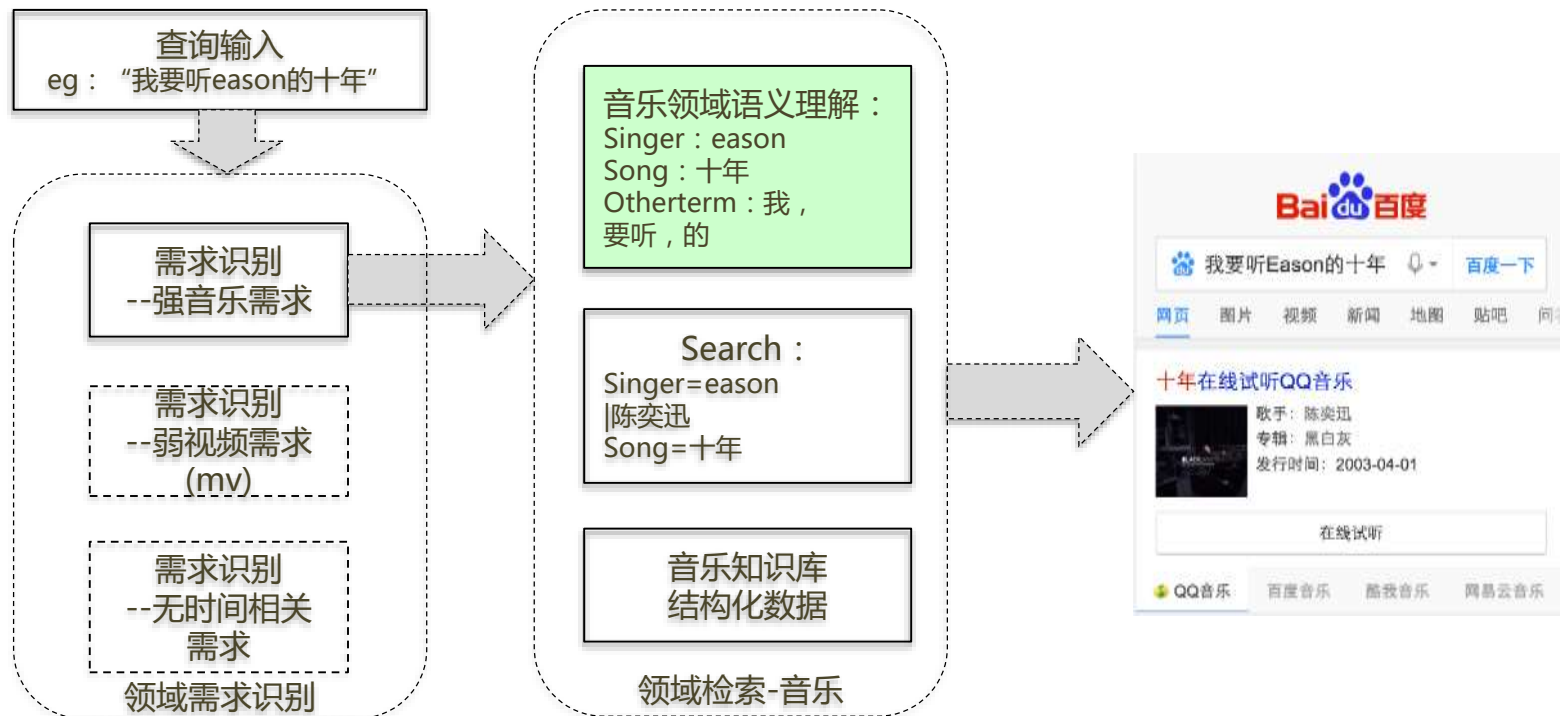 查询输入
eg：“我要听eason的十年”
需求识别
--强音乐需求
需求识别
--弱视频需求
(mv)
需求识别
--无时间相关
需求
领域需求识别
音乐领域语义理解：
Singer：eason
Song：十年
Otherterm：我，
要听，的
Search：
Singer=eason
|陈奕迅
Song=十年
音乐知识库
结构化数据
领域检索-音乐
Bai du 百度
我要听Eason的十年 百度一下
网页 图片 视频 新闻 地图 贴吧 问
十年在线试听QQ音乐
歌手：陈奕迅
专辑：黑白灰
发行时间：2003-04-01
在线试听
QQ音乐 百度音乐 酷我音乐 网易云音乐